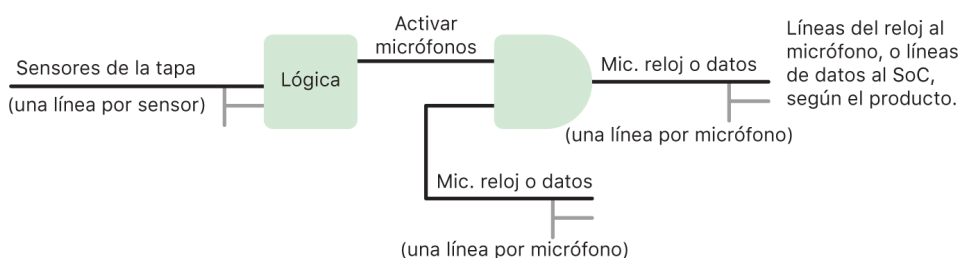 Sensores de la tapa
(una línea por sensor)
Lógica
Activar
micrófonos
Mic. reloj o datos
(una línea por micrófono)
Mic. reloj o datos
(una línea por micrófono)
Líneas del reloj al
micrófono, o líneas
de datos al SoC,
según el producto.